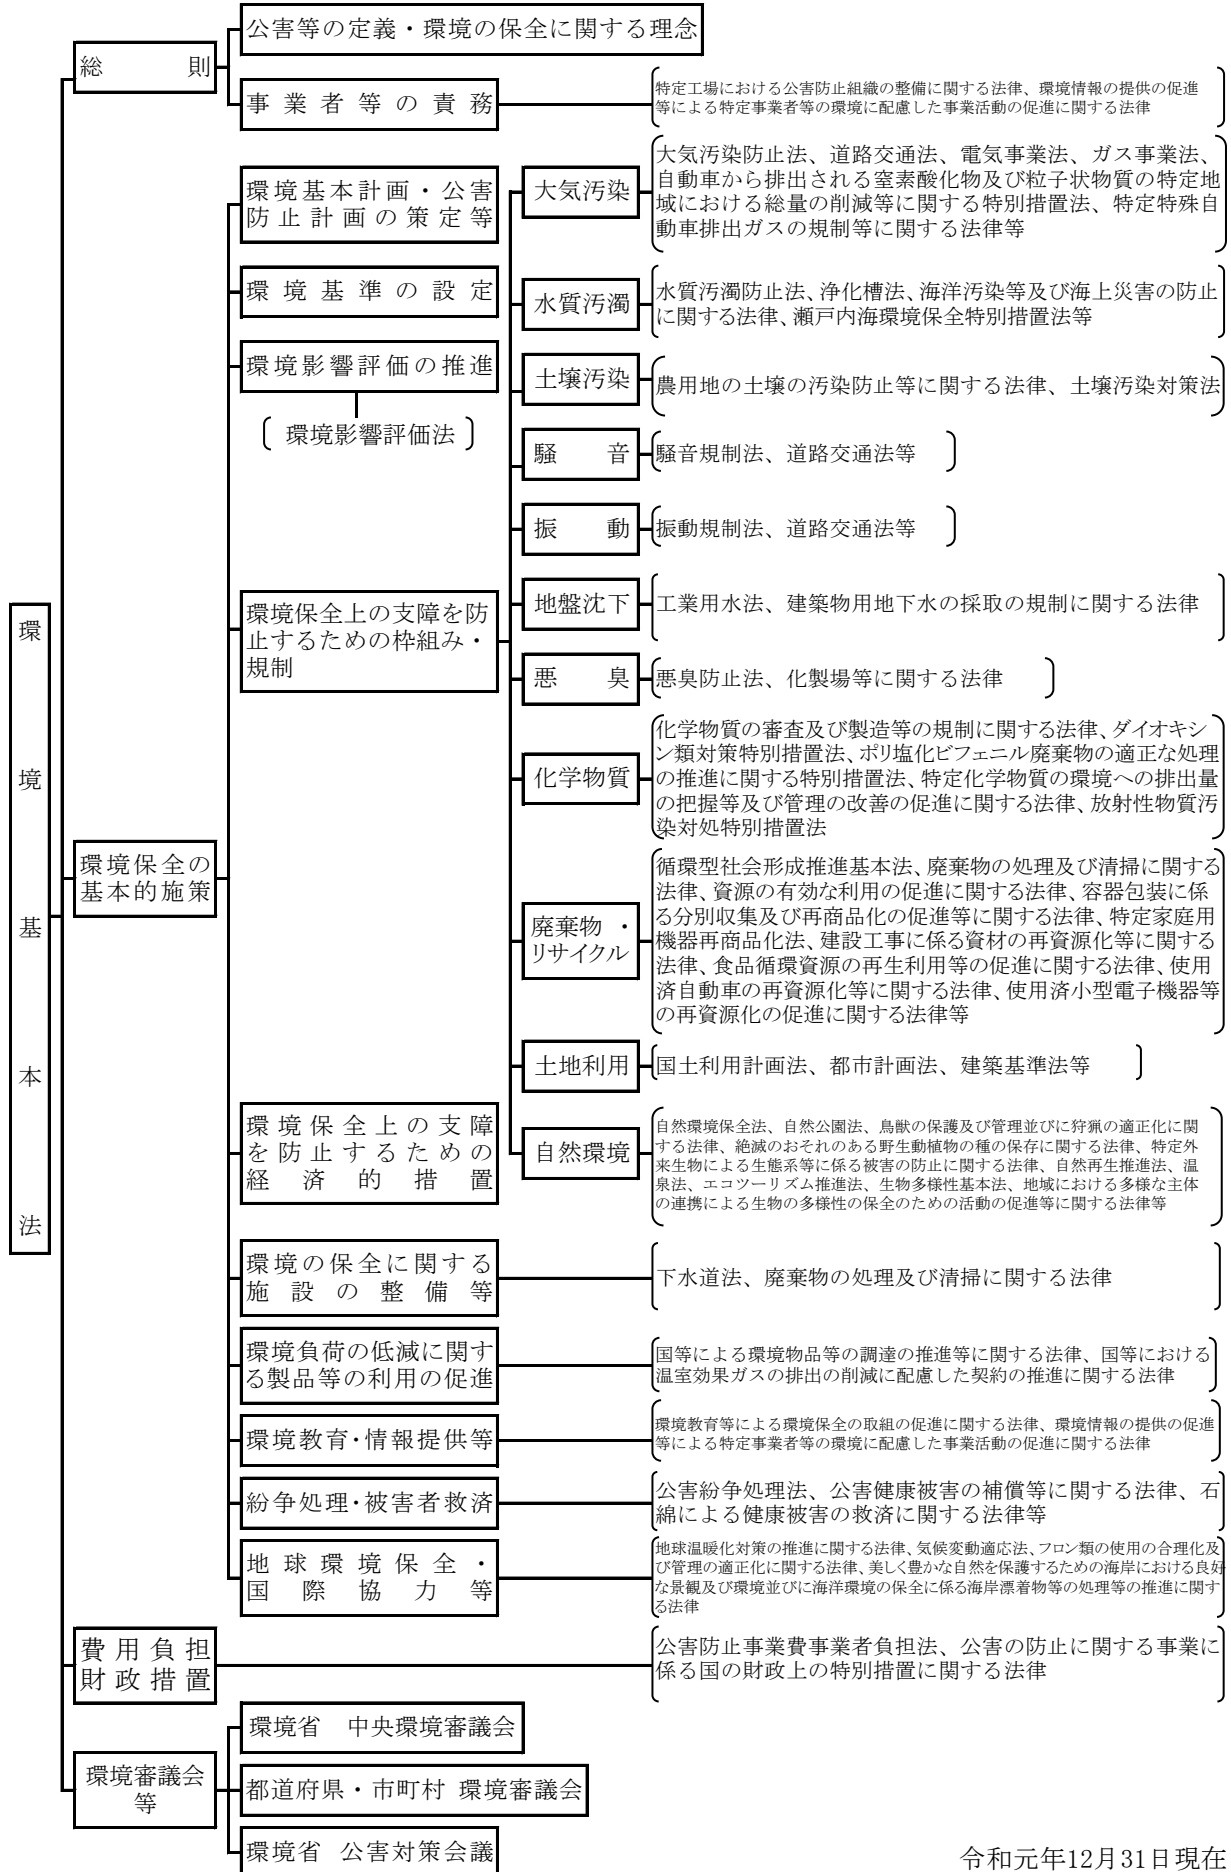 環境基本法
総則
公害等の定義・環境の保全に関する理念
事業者等の責務
特定工場における公害防止組織の整備に関する法律、環境情報の提供の促進
等による特定事業者等の環境に配慮した事業活動の促進に関する法律
環境保全の
基本的施策
環境基本計画・公害
防止計画の策定等
環境基準の設定
環境影響評価の推進
環境影響評価法
環境保全上の支障を防
止するための枠組み・
規制
大気汚染
大気汚染防止法、道路交通法、電気事業法、ガス事業法、
自動車から排出される窒素酸化物及び粒子状物質の特定地
域における総量の削減等に関する特別措置法、特定特殊自
動車排出ガスの規制等に関する法律等
水質汚濁
水質汚濁防止法、浄化槽法、海洋汚染等及び海上災害の防止
に関する法律、瀬戸内海環境保全特別措置法等
土壌汚染
農用地の土壌の汚染防止等に関する法律、土壌汚染対策法
騒音
騒音規制法、道路交通法等
振動
振動規制法、道路交通法等
地盤沈下
工業用水法、建築物用地下水の採取の規制に関する法律
悪臭
悪臭防止法、化製場等に関する法律
化学物質
化学物質の審査及び製造等の規制に関する法律、ダイオキシ
ン類対策特別措置法、ポリ塩化ビフェニル廃棄物の適正な処理
の推進に関する特別措置法、特定化学物質の環境への排出量
の把握等及び管理の改善の促進に関する法律、放射性物質汚
染対処特別措置法
廃棄物・
リサイクル
循環型社会形成推進基本法、廃棄物の処理及び清掃に関する
法律、資源の有効な利用の促進に関する法律、容器包装に係
る分別収集及び再商品化の促進等に関する法律、特定家庭用
機器再商品化法、建設工事に係る資材の再資源化等に関する
法律、食品循環資源の再生利用等の促進に関する法律、使用
済自動車の再資源化等に関する法律、使用済小型電子機器等
の再資源化の促進に関する法律等
土地利用
国土利用計画法、都市計画法、建築基準法等
自然環境
自然環境保全法、自然公園法、鳥獣の保護及び管理並びに狩猟の適正化に関
する法律、絶滅のおそれのある野生動植物の種の保存に関する法律、特定外
来生物による生態系等に係る被害の防止に関する法律、自然再生推進法、温
泉法、エコツーリズム推進法、生物多様性基本法、地域における多様な主体
の連携による生物の多様性の保全のための活動の促進等に関する法律等
環境保全上の支障
を防止するための
経済的措置
環境の保全に関する
施設の整備等
下水道法、廃棄物の処理及び清掃に関する法律
環境負荷の低減に関す
る製品等の利用の促進
国等による環境物品等の調達の推進等に関する法律、国等における
温室効果ガスの排出の削減に配慮した契約の推進に関する法律
環境教育・情報提供等
環境教育等による環境保全の取組の促進に関する法律、環境情報の提供の促進
等による特定事業者等の環境に配慮した事業活動の促進に関する法律
紛争処理・被害者救済
公害紛争処理法、公害健康被害の補償等に関する法律、石
綿による健康被害の救済に関する法律等
地球環境保全・
国際協力等
地球温暖化対策の推進に関する法律、気候変動適応法、フロン類の使用の合理化及
び管理の適正化に関する法律、美しく豊かな自然を保護するための海岸における良好
な景観及び環境並びに海洋環境の保全に係る海岸漂着物等の処理等の推進に関す
る法律
費用負担
財政措置
公害防止事業費事業者負担法、公害の防止に関する事業に
係る国の財政上の特別措置に関する法律
環境審議会
等
環境省 中央環境審議会
都道府県・市町村 環境審議会
環境省 公害対策会議
令和元年12月31日現在